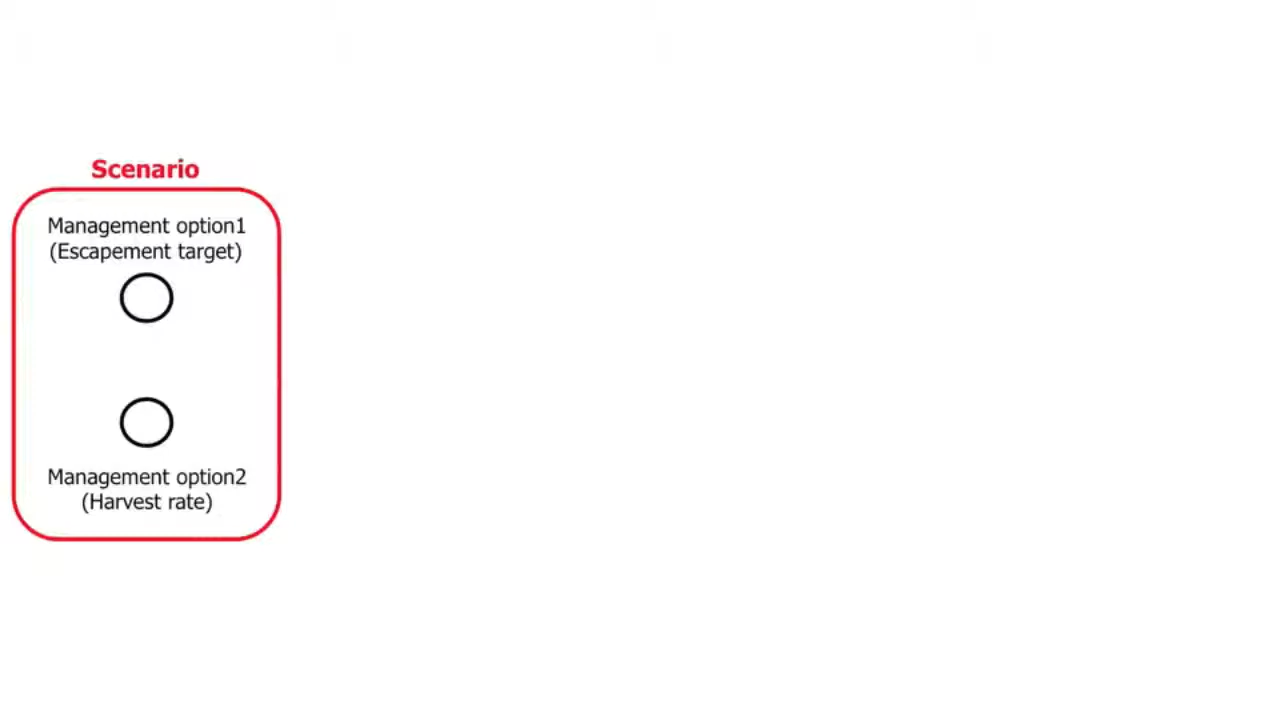 Scenario
Management option1
(Escapement target)
Management option2
(Harvest rate)